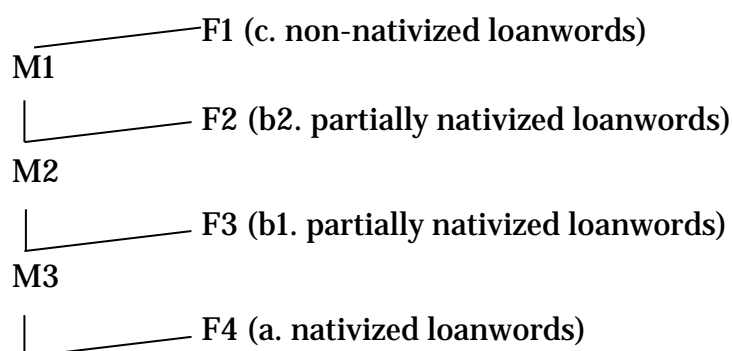 F1 (c. non-nativized loanwords)
M1
F2 (b2. partially nativized loanwords)
M2
F3 (b1. partially nativized loanwords)
M3
F4 (a. nativized loanwords)